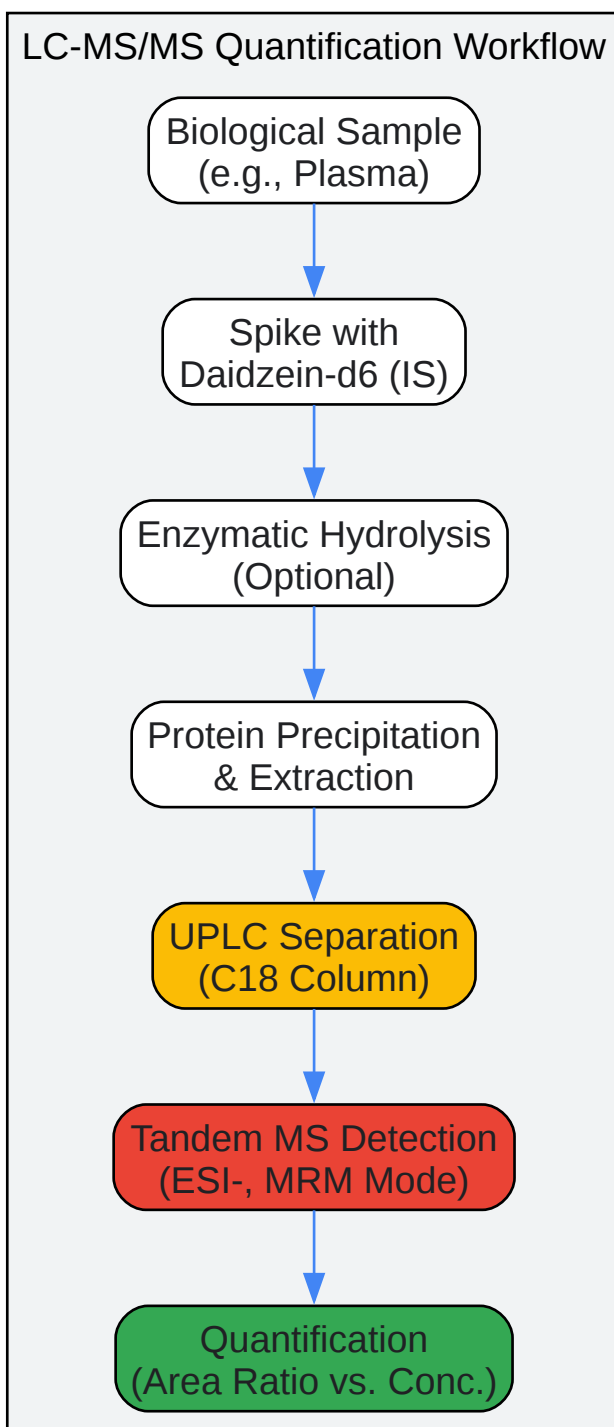 LC-MS/MS Quantification Workflow
Biological Sample
(e.g., Plasma)
Spike with
Daidzein-d6 (IS)
Enzymatic Hydrolysis
(Optional)
Protein Precipitation
& Extraction
UPLC Separation
(C18 Column)
Tandem MS Detection
(ESI-, MRM Mode)
Quantification
(Area Ratio vs. Conc.)